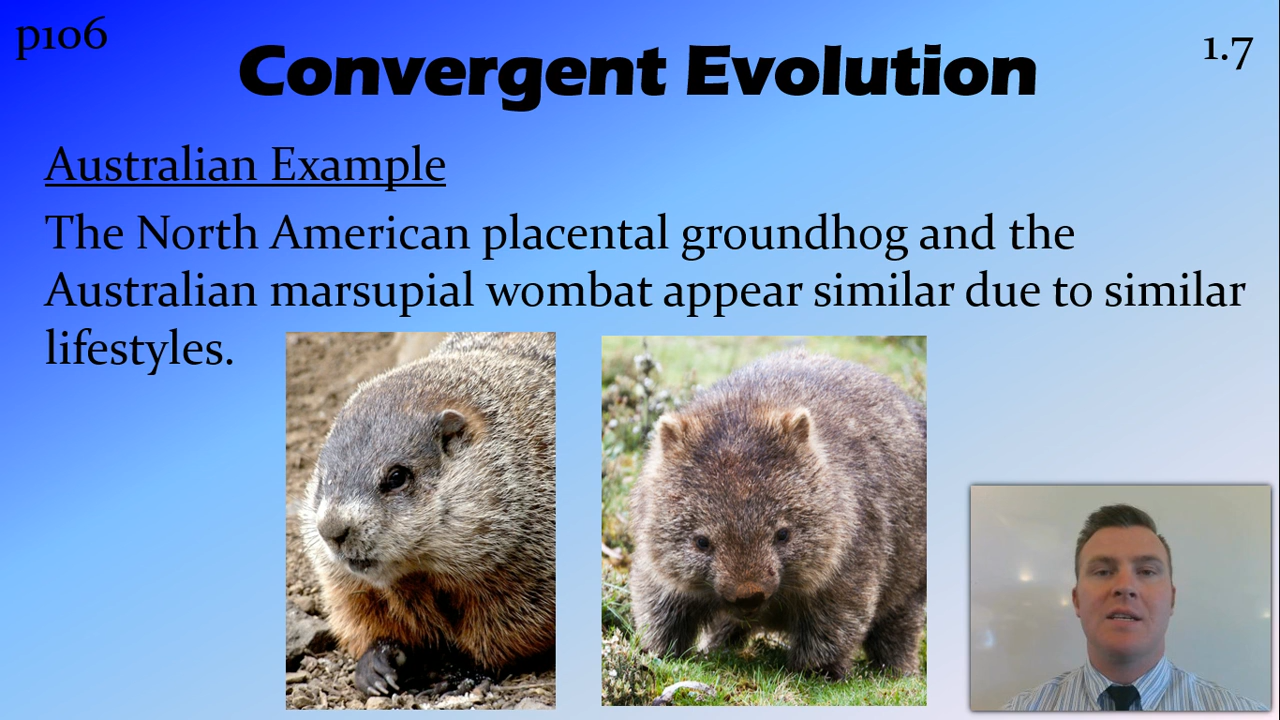 p106
1.7
Convergent Evolution
Australian Example
The North American placental groundhog and the
Australian marsupial wombat appear similar due to similar
lifestyles.